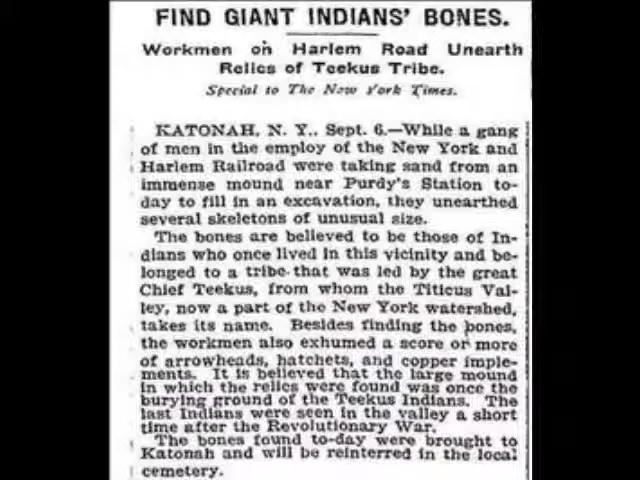 FIND GIANT INDIANS' BONES.
Workmen on Harlem Road Unearth
Relics of Teekus Tribe.
Special to The New York Times.
KATONAH, N. Y., Sept. 6.—While a gang
of men in the employ of the New York and
Harlem Railroad were taking sand from an
immense mound near Purdy's Station to-
day to fill in an excavation, they unearthed
several skeletons of unusual size.
The bones are believed to be those of In-
dians who once lived in this vicinity and be-
longed to a tribe that was led by the great
Chief Teekus, from whom the Titicus Val-
ley, now a part of the New York watershed,
takes its name. Besides finding the bones,
the workmen also exhumed a score or more
of arrowheads, hatchets, and copper imple-
ments. It is believed that the large mound
in which the relics were found was once the
burying ground of the Teekus Indians. The
last Indians were seen in the valley a short
time after the Revolutionary War.
The bones found to-day were brought to
Katonah and will be reinterred in the local
cemetery.